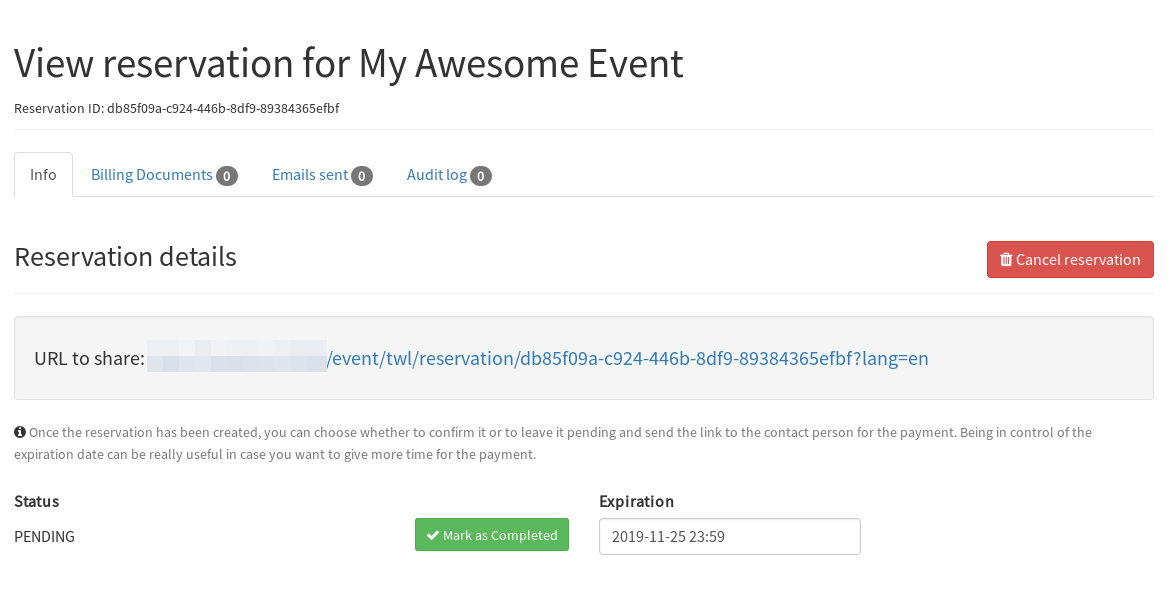 View reservation for My Awesome Event
Reservation ID: db85f09a-c924-446b-8df9-89384365efbf
Info Billing Documents 0 Emails sent 0 Audit log 0
Reservation details
Cancel reservation
URL to share: /event/twl/reservation/db85f09a-c924-446b-8df9-89384365efbf?lang=en
Once the reservation has been created, you can choose whether to confirm it or to leave it pending and send the link to the contact person for the payment. Being in control of the
expiration date can be really useful in case you want to give more time for the payment.
Status Expiration
PENDING Mark as Completed 2019-11-25 23:59